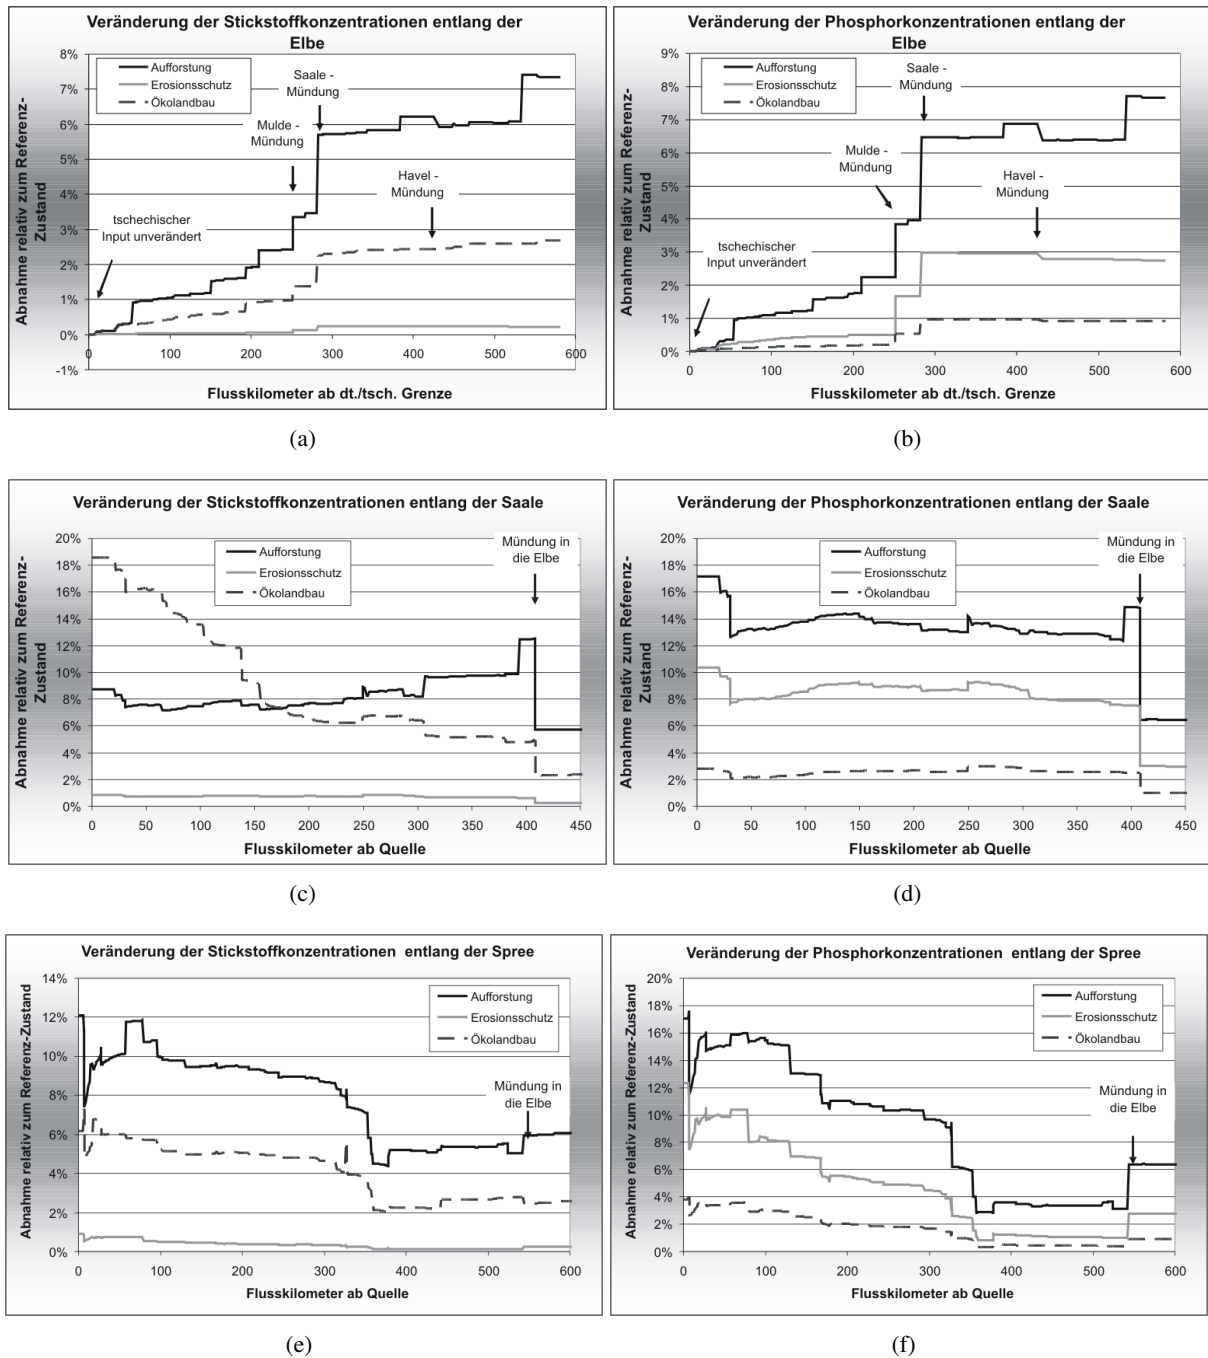 Veränderung der Stickstoffkonzentrationen entlang der
Elbe
Abnahme relativ zum Referenz-
Zustand
8%
7%
6%
5%
4%
3%
2%
1%
0%
-1%
Aufforstung
Erosionsschutz
Ökolandbau
Saale -
Mündung
Mulde -
Mündung
Havel -
Mündung
tschechischer
Input unverändert
0
100
200
300
400
500
600
Flusskilometer ab dt./tsch. Grenze
(a)
Veränderung der Phosphorkonzentrationen entlang der
Elbe
Abnahme relativ zum Referenz-
Zustand
9%
8%
7%
6%
5%
4%
3%
2%
1%
0%
Aufforstung
Erosionsschutz
Ökolandbau
Saale -
Mündung
Mulde -
Mündung
Havel -
Mündung
tschechischer
Input unverändert
0
100
200
300
400
500
600
Flusskilometer ab dt./tsch. Grenze
(b)
Veränderung der Stickstoffkonzentrationen entlang der Saale
Abnahme relativ zum Referenz-
Zustand
20%
18%
16%
14%
12%
10%
8%
6%
4%
2%
0%
Aufforstung
Erosionsschutz
Ökolandbau
Mündung in
die Elbe
0
50
100
150
200
250
300
350
400
450
Flusskilometer ab Quelle
(c)
Veränderung der Phosphorkonzentrationen entlang der Saale
Abnahme relativ zum Referenz-
Zustand
20%
18%
16%
14%
12%
10%
8%
6%
4%
2%
0%
Aufforstung
Erosionsschutz
Ökolandbau
Mündung in
die Elbe
0
50
100
150
200
250
300
350
400
450
Flusskilometer ab Quelle
(d)
Veränderung der Stickstoffkonzentrationen entlang der Spree
Abnahme relativ zum Referenz-Zustand
14%
12%
10%
8%
6%
4%
2%
0%
Aufforstung
Erosionsschutz
Ökolandbau
Mündung in
die Elbe
0
100
200
300
400
500
600
Flusskilometer ab Quelle
(e)
Veränderung der Phosphorkonzentrationen entlang der Spree
Abnahme relativ zum Referenz-Zustand
20%
18%
16%
14%
12%
10%
8%
6%
4%
2%
0%
Aufforstung
Erosionsschutz
Ökolandbau
Mündung in
die Elbe
0
100
200
300
400
500
600
Flusskilometer ab Quelle
(f)